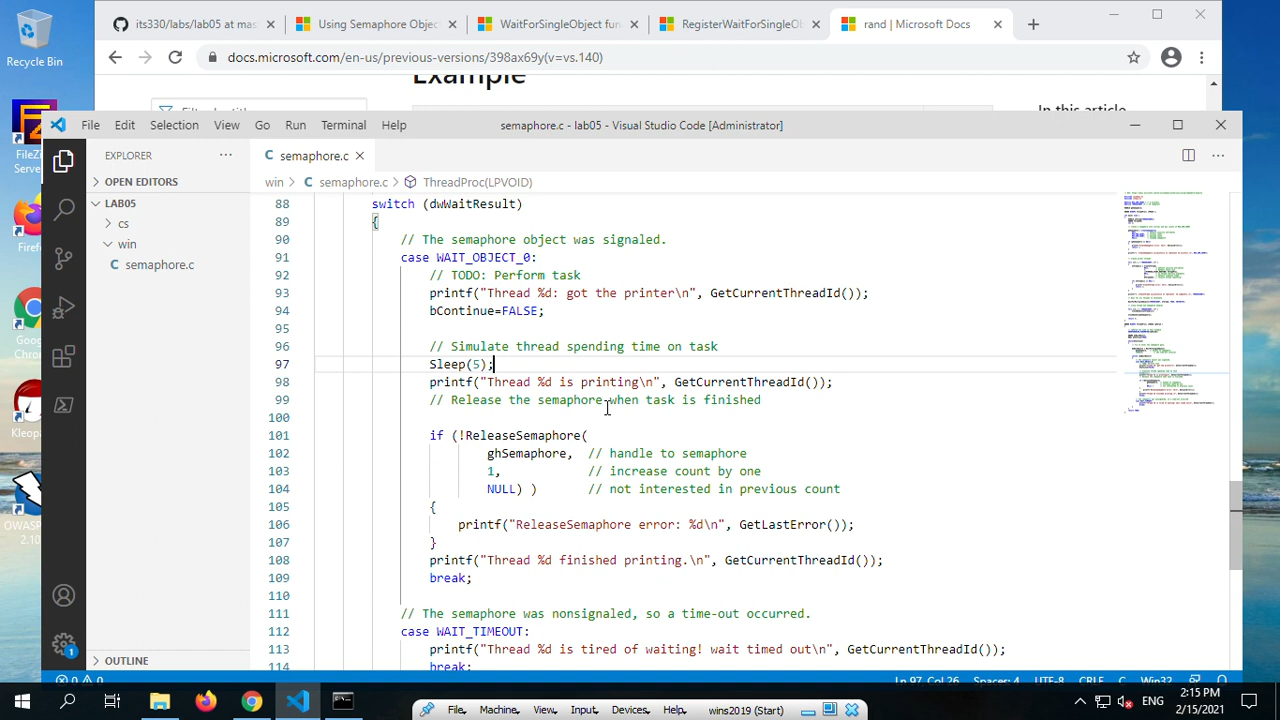 Recycle Bin
its330/labs/lab05 at mas
Using Semaphore Objec
WaitForSingleObject fun
RegisterWaitForSingleOb
rand | Microsoft Docs
docs.microsoft.com/en-us/previous-versions/398ax69y(v=vs.140)
Example
In this article
FileZi
Server
Firef
Goo
Ch
Kleop
OWAS
2.10
File Edit Selection View Go Run Terminal Help
semaphore.c - lab05 - Visual Studio Code [Administrator]
EXPLORER
OPEN EDITORS
LAB05
cs
win
semaphore.c
OUTLINE
semaphore.c
win > semaphore.c > ThreadProc(LPVOID)
88 switch (dwWaitResult)
89 {
90 // The semaphore object was signaled.
91 case WAIT_OBJECT_0:
92 // TODO: Perform task
93 printf("Thread %d: got the printer\n", GetCurrentThreadId());
94 bContinue=FALSE;
95
96 // Simulate thread spending time on task
97 Sleep(5);
98 printf("Thread %d is printing\n", GetCurrentThreadId());
99 // Release the semaphore when task is finished
100
101 if (!ReleaseSemaphore(
102 ghSemaphore, // handle to semaphore
103 1, // increase count by one
104 NULL) ) // not interested in previous count
105 {
106 printf("ReleaseSemaphore error: %d\n", GetLastError());
107 }
108 printf("Thread %d finished printing.\n", GetCurrentThreadId());
109 break;
110
111 // The semaphore was nonsignaled, so a time-out occurred.
112 case WAIT_TIMEOUT:
113 printf("Thread %d is tired of waiting! wait timed out\n", GetCurrentThreadId());
114 break;
0 0 Ln 97, Col 26 Spaces: 4 UTF-8 CRLF C Win32
File Machine View Input Devices Help wins2019 (Start)
ENG
2:15 PM
2/15/2021
1